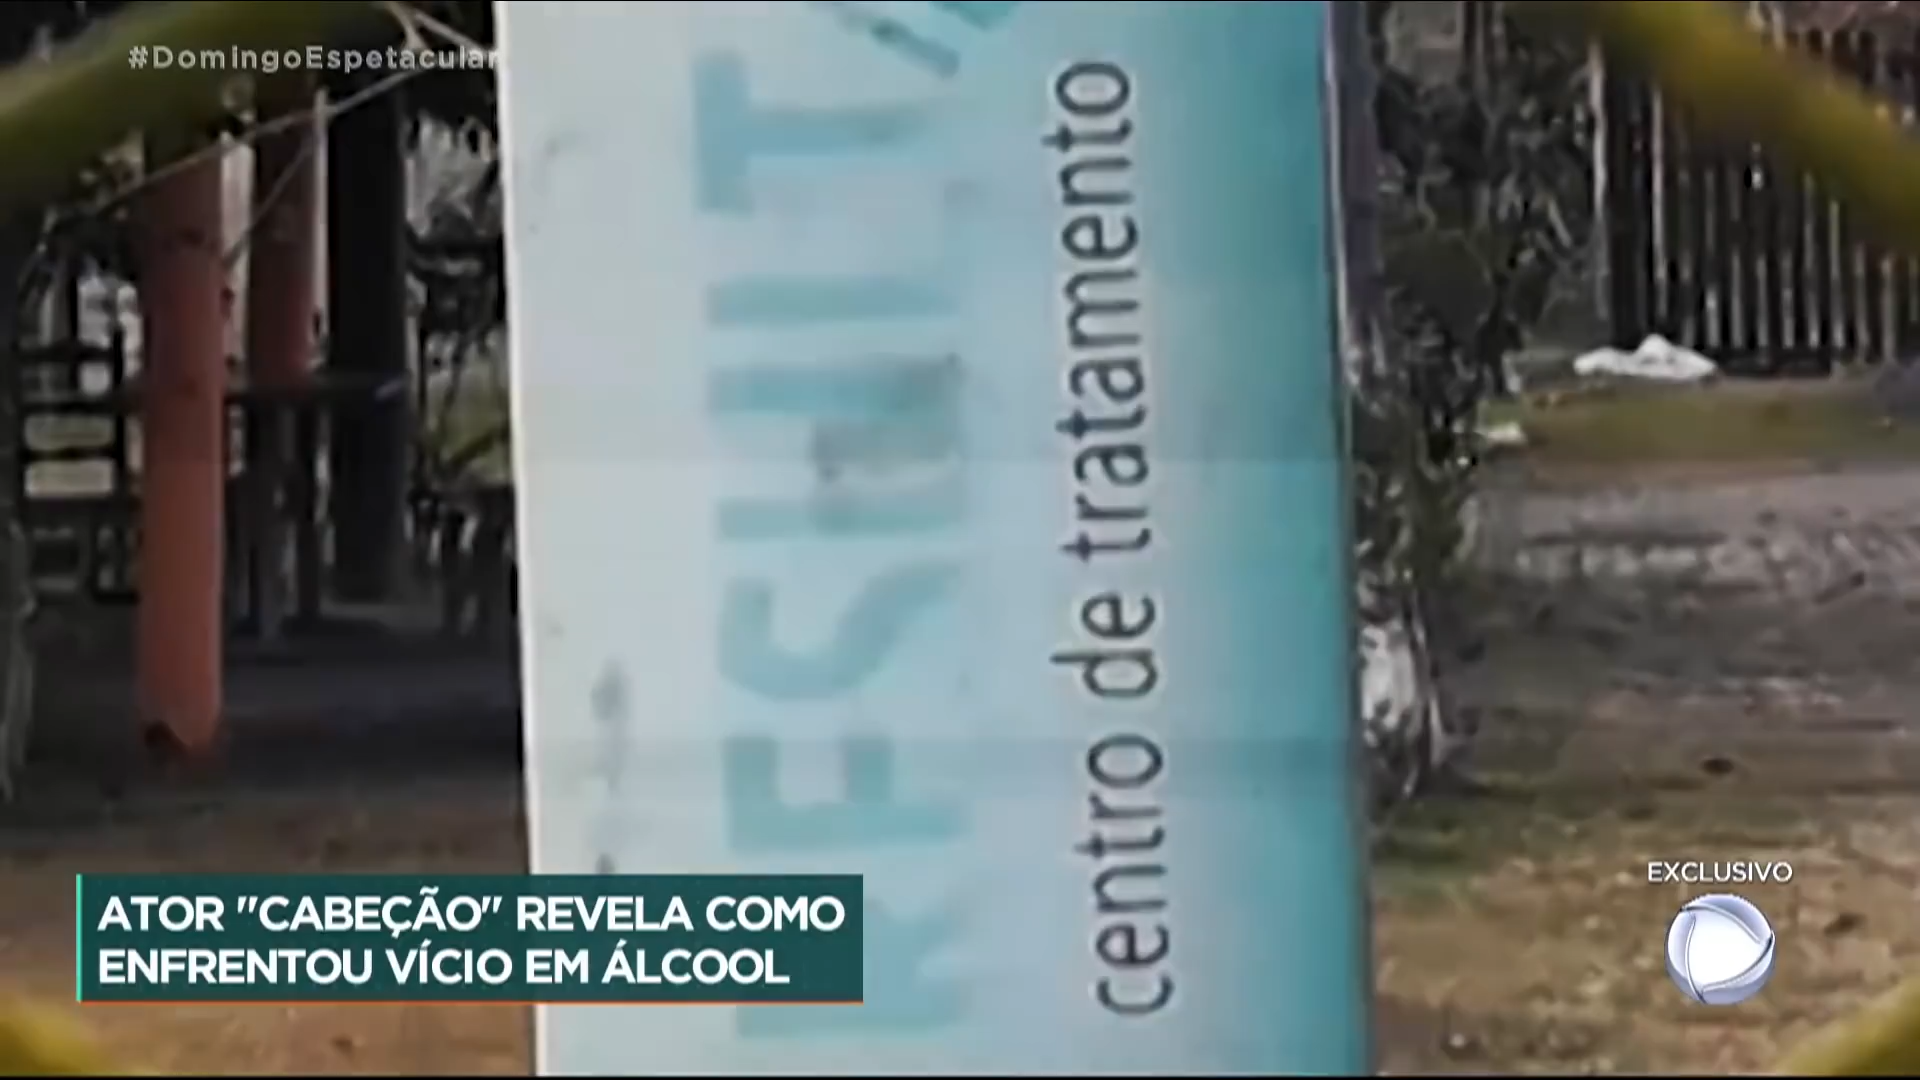 #DomingoEspetacular
centro de tratamento
ATOR "CABEÇÃO" REVELA COMO
ENFRENTOU VÍCIO EM ÁLCOOL
EXCLUSIVO